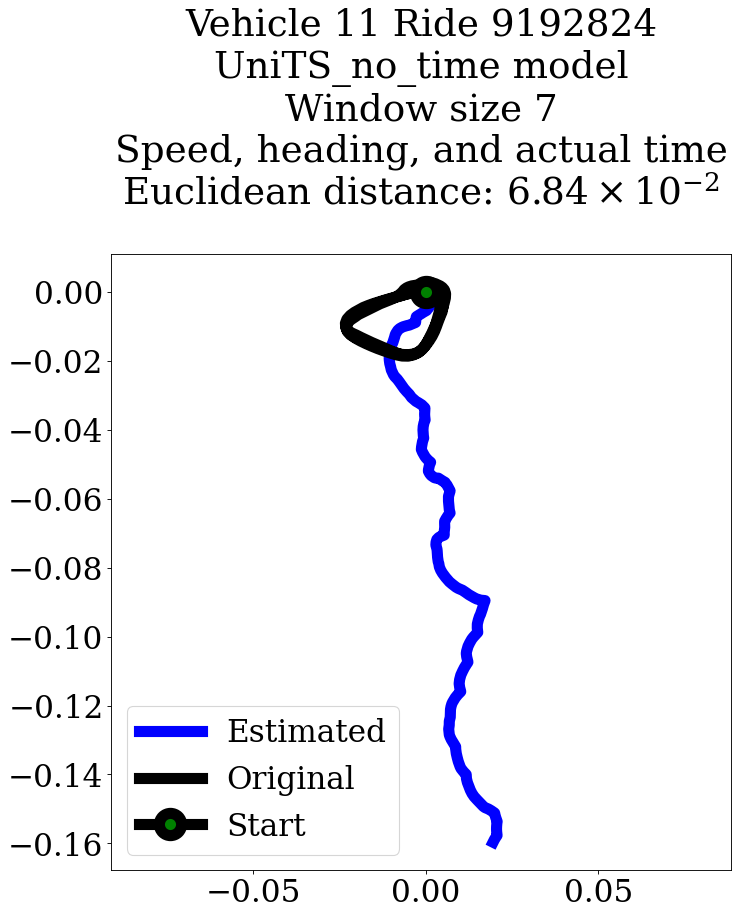 Vehicle 11 Ride 9192824
UniTS_no_time model
Window size 7
Speed, heading, and actual time
Euclidean distance: 6.84 × 10⁻²
0.00
−0.02
−0.04
−0.06
−0.08
−0.10
−0.12
−0.14
−0.16
Estimated
Original
Start
−0.05 0.00 0.05